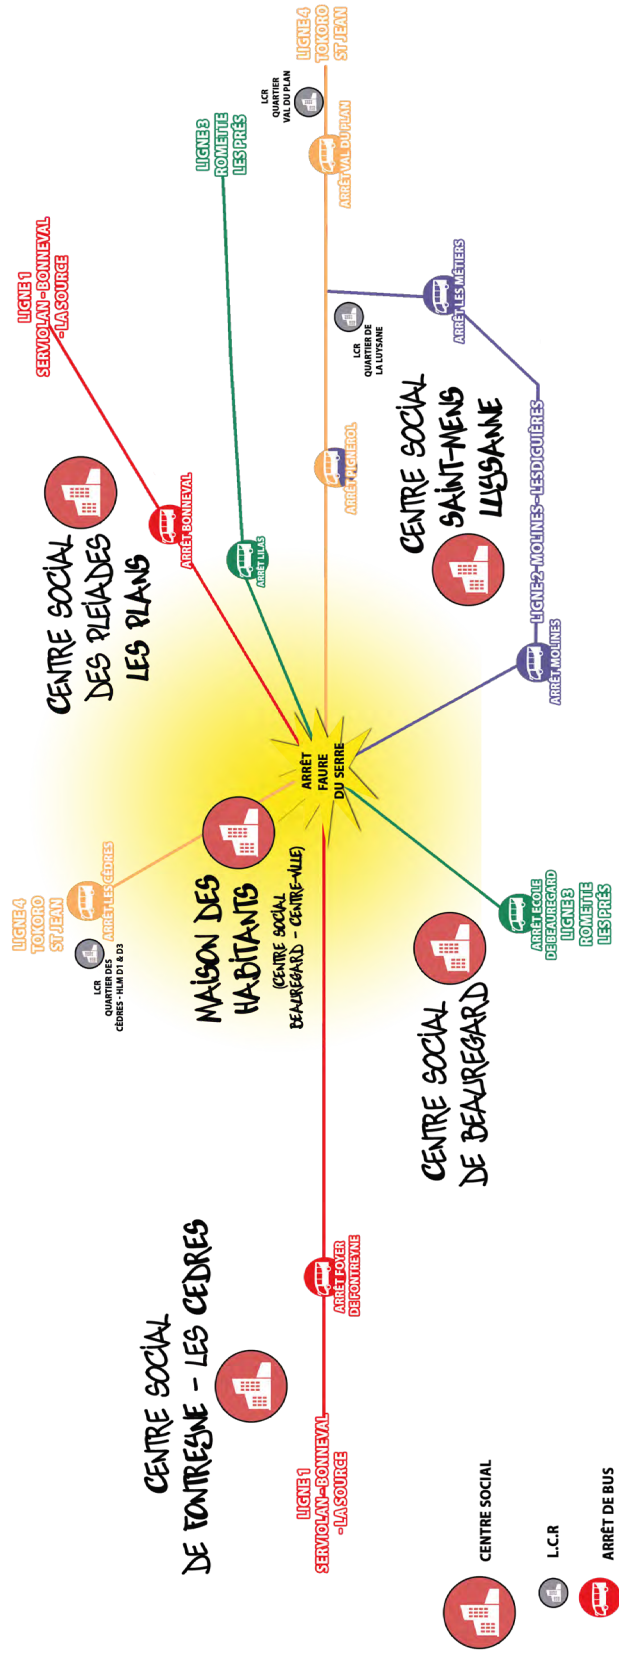 CENTRE SOCIAL
DE FONTREYNE - LES CEDRES
LIGNE 1
SERVIOLAN - BONNEVAL
- LA SOURCE
ARRÊT FOYER
DE FONTREYNE
LIGNE 4
TOKORO
ST JEAN
ARRÊT LES CÈDRES
LCR
QUARTIER DES
CÈDRES - HLM D1 & D3
MAISON DES
HABITANTS
(CENTRE SOCIAL
BEAUREGARD - CENTRE-VILLE)
CENTRE SOCIAL
DE BEAUREGARD
ARRÊT ECOLE
DE BEAUREGARD
LIGNE 3
ROMETTE
LES PRÉS
ARRÊT
FAURE
DU SERRE
CENTRE SOCIAL
DES PLEIADES
LES PLANS
LIGNE 1
SERVIOLAN - BONNEVAL
- LA SOURCE
ARRÊT BONNEVAL
ARRÊT LILAS
LIGNE 3
ROMETTE
LES PRÉS
LIGNE 4
TOKORO
ST JEAN
LCR
QUARTIER
VAL DU PLAN
ARRÊT VAL DU PLAN
ARRÊT PIGNEROL
LCR
QUARTIER DE
LA LUYSANE
ARRÊT LES MÉTIERS
CENTRE SOCIAL
SAINT-MENS
LUYSANNE
LIGNE 2 - MOLINES - LESDIGUIÈRES
ARRÊT MOLINES
CENTRE SOCIAL
L.C.R
ARRÊT DE BUS